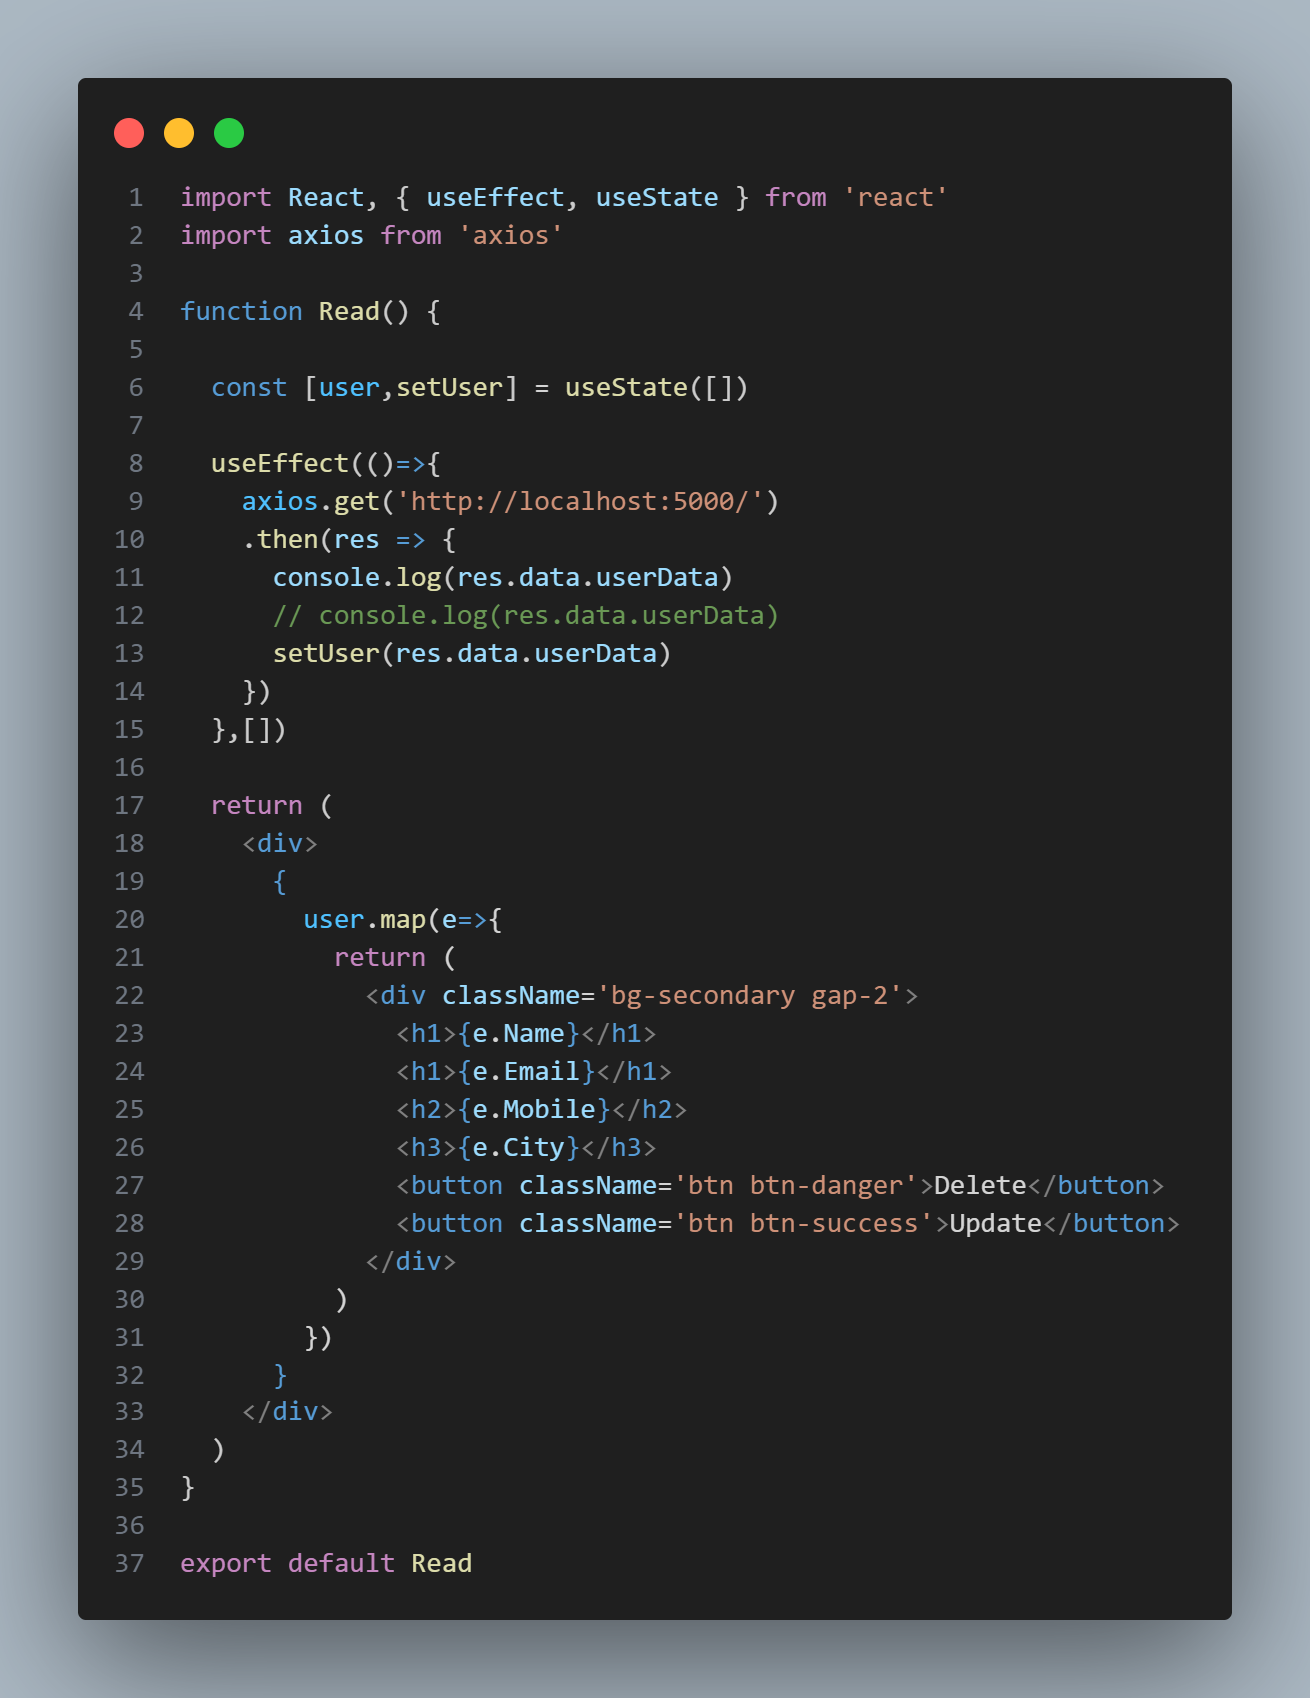 1 import React, { useEffect, useState } from 'react'
2 import axios from 'axios'
3
4 function Read() {
5
6   const [user,setUser] = useState([])
7
8   useEffect(()=>{
9     axios.get('http://localhost:5000/')
10     .then(res => {
11       console.log(res.data.userData)
12       // console.log(res.data.userData)
13       setUser(res.data.userData)
14     })
15   },[])
16
17   return (
18     <div>
19       {
20         user.map(e=>{
21           return (
22             <div className='bg-secondary gap-2'>
23               <h1>{e.Name}</h1>
24               <h1>{e.Email}</h1>
25               <h2>{e.Mobile}</h2>
26               <h3>{e.City}</h3>
27               <button className='btn btn-danger'>Delete</button>
28               <button className='btn btn-success'>Update</button>
29             </div>
30           )
31         })
32       }
33     </div>
34   )
35 }
36
37 export default Read